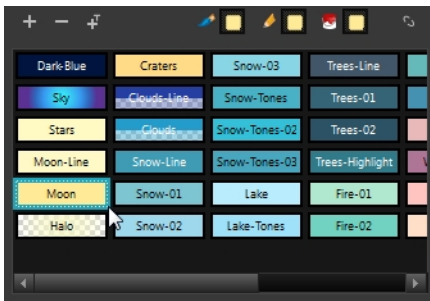 Dark-Blue Craters Snow-03 Trees-Line
Sky Clouds-Line Snow-Tones Trees-01
Stars Clouds Snow-Tones-02 Trees-02
Moon-Line Snow-Line Snow-Tones-03 Trees-Highlight
Moon Snow-01 Lake Fire-01
Halo Snow-02 Lake-Tones Fire-02